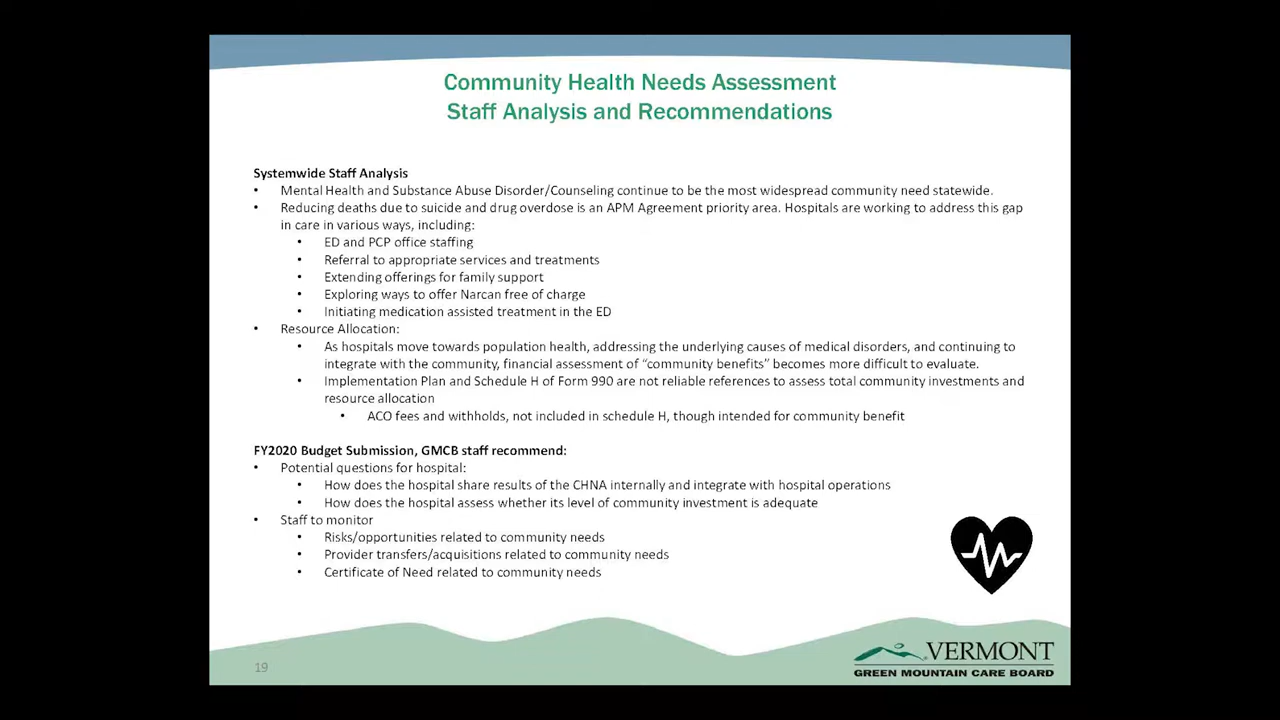 Community Health Needs Assessment
Staff Analysis and Recommendations
Systemwide Staff Analysis
• Mental Health and Substance Abuse Disorder/Counseling continue to be the most widespread community need statewide.
• Reducing deaths due to suicide and drug overdose is an APM Agreement priority area. Hospitals are working to address this gap
in care in various ways, including:
• ED and PCP office staffing
• Referral to appropriate services and treatments
• Extending offerings for family support
• Exploring ways to offer Narcan free of charge
• Initiating medication assisted treatment in the ED
• Resource Allocation:
• As hospitals move towards population health, addressing the underlying causes of medical disorders, and continuing to
integrate with the community, financial assessment of “community benefits” becomes more difficult to evaluate.
• Implementation Plan and Schedule H of Form 990 are not reliable references to assess total community investments and
resource allocation
• ACO fees and withholds, not included in schedule H, though intended for community benefit
FY2020 Budget Submission, GMCB staff recommend:
• Potential questions for hospital:
• How does the hospital share results of the CHNA internally and integrate with hospital operations
• How does the hospital assess whether its level of community investment is adequate
• Staff to monitor
• Risks/opportunities related to community needs
• Provider transfers/acquisitions related to community needs
• Certificate of Need related to community needs
19
VERMONT
GREEN MOUNTAIN CARE BOARD